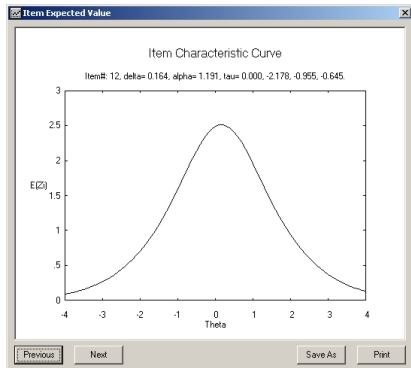 Item Expected Value
Item Characteristic Curve
Item#: 12, delta= 0.164, alpha= 1.191, tau= 0.000, -2.178, -0.955, -0.645.
3
2.5
2
1.5
1
.5
0
E(Zi)
-4 -3 -2 -1 0 1 2 3 4
Theta
Previous Next Save As Print